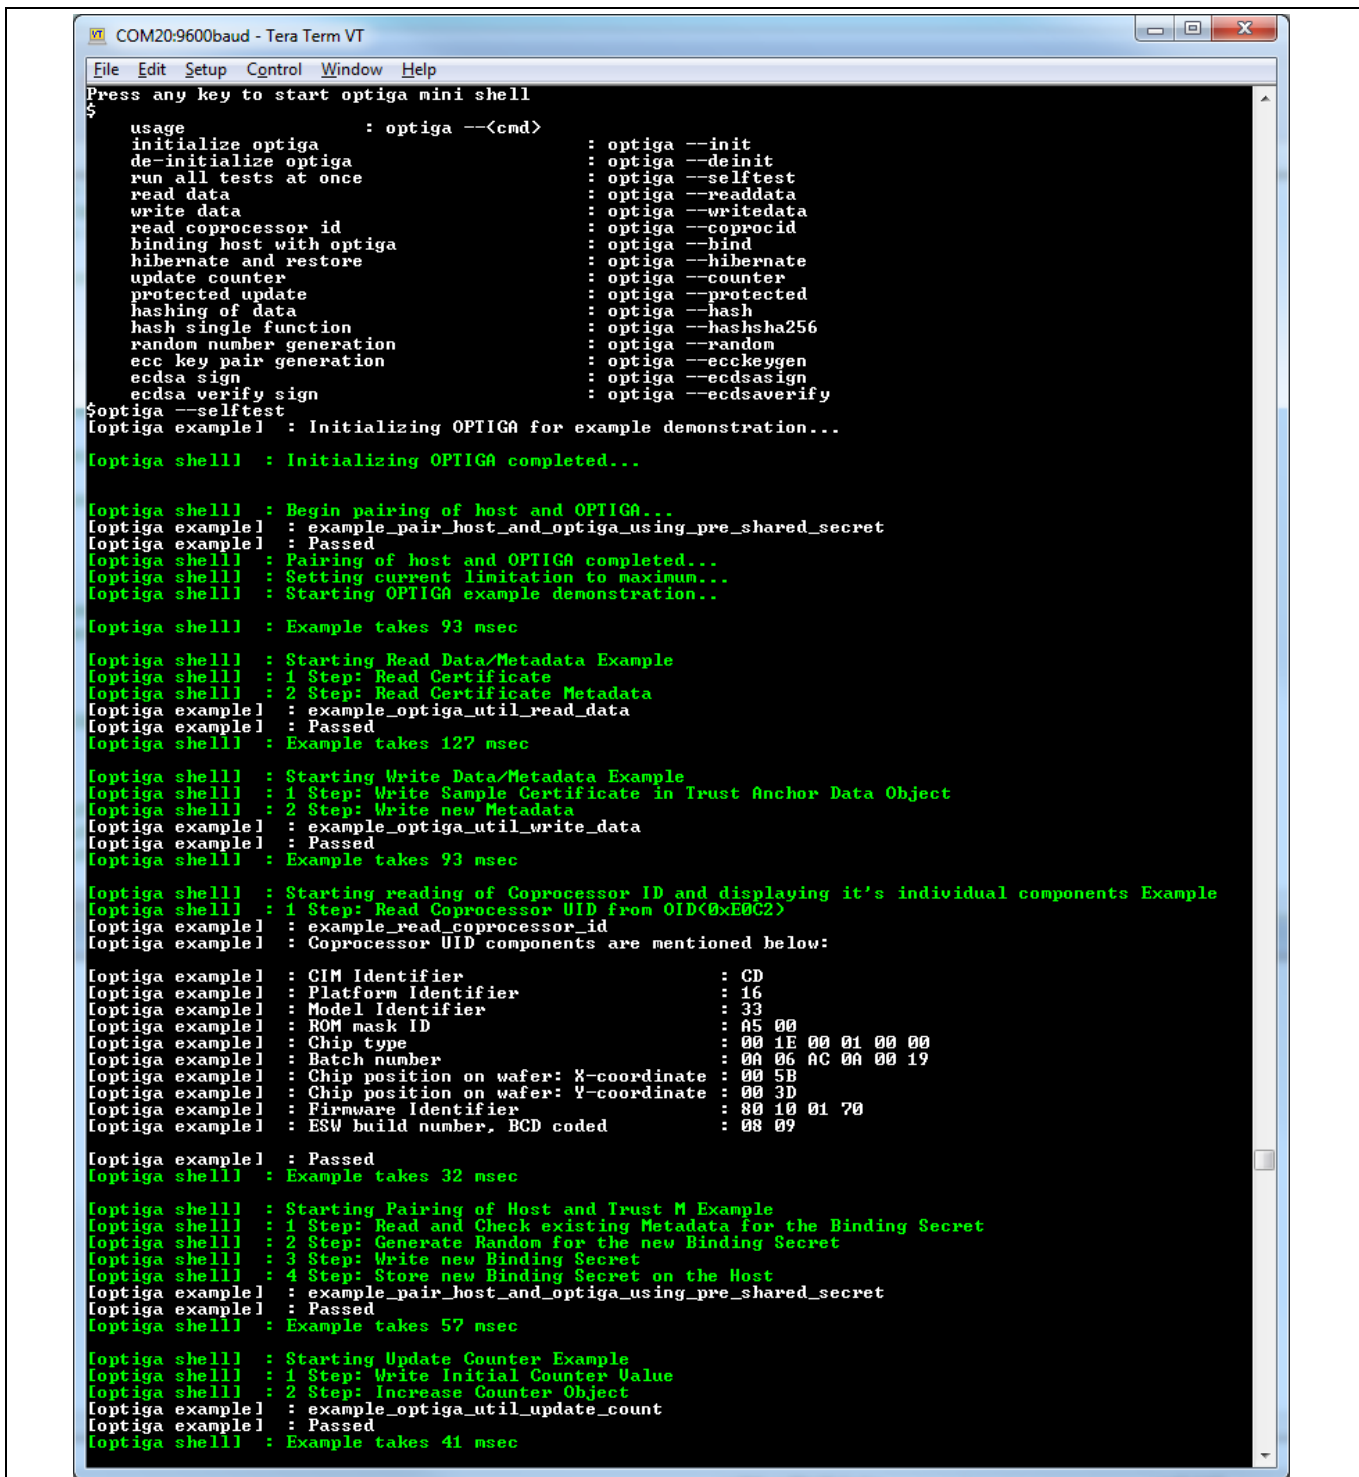 COM20:9600baud - Tera Term VT
File Edit Setup Control Window Help
Press any key to start optiga mini shell
$
usage : optiga --<cmd>
initialize optiga : optiga --init
de-initialize optiga : optiga --deinit
run all tests at once : optiga --selftest
read data : optiga --readdata
write data : optiga --writedata
read coprocessor id : optiga --coprocid
binding host with optiga : optiga --bind
hibernate and restore : optiga --hibernate
update counter : optiga --counter
protected update : optiga --protected
hashing of data : optiga --hash
hash single function : optiga --hashsha256
random number generation : optiga --random
ecc key pair generation : optiga --ecckeygen
ecdsa sign : optiga --ecdsasign
ecdsa verify sign : optiga --ecdsaverify
$optiga --selftest
[optiga example] : Initializing OPTIGA for example demonstration...
[optiga shell] : Initializing OPTIGA completed...
[optiga shell] : Begin pairing of host and OPTIGA...
[optiga example] : example_pair_host_and_optiga_using_pre_shared_secret
[optiga example] : Passed
[optiga shell] : Pairing of host and OPTIGA completed...
[optiga shell] : Setting current limitation to maximum...
[optiga shell] : Starting OPTIGA example demonstration..
[optiga shell] : Example takes 93 msec
[optiga shell] : Starting Read Data/Metadata Example
[optiga shell] : 1 Step: Read Certificate
[optiga shell] : 2 Step: Read Certificate Metadata
[optiga example] : example_optiga_util_read_data
[optiga example] : Passed
[optiga shell] : Example takes 127 msec
[optiga shell] : Starting Write Data/Metadata Example
[optiga shell] : 1 Step: Write Sample Certificate in Trust Anchor Data Object
[optiga shell] : 2 Step: Write new Metadata
[optiga example] : example_optiga_util_write_data
[optiga example] : Passed
[optiga shell] : Example takes 93 msec
[optiga shell] : Starting reading of Coprocessor ID and displaying it's individual components Example
[optiga shell] : 1 Step: Read Coprocessor UID from OID(0xE0C2)
[optiga example] : example_read_coprocessor_id
[optiga example] : Coprocessor UID components are mentioned below:
[optiga example] : CIM Identifier : CD
[optiga example] : Platform Identifier : 16
[optiga example] : Model Identifier : 33
[optiga example] : ROM mask ID : A5 00
[optiga example] : Chip type : 00 1E 00 01 00 00
[optiga example] : Batch number : 0A 06 AC 0A 00 19
[optiga example] : Chip position on wafer: X-coordinate : 00 5B
[optiga example] : Chip position on wafer: Y-coordinate : 00 3D
[optiga example] : Firmware Identifier : 80 10 01 70
[optiga example] : ESW build number, BCD coded : 08 09
[optiga example] : Passed
[optiga shell] : Example takes 32 msec
[optiga shell] : Starting Pairing of Host and Trust M Example
[optiga shell] : 1 Step: Read and Check existing Metadata for the Binding Secret
[optiga shell] : 2 Step: Generate Random for the new Binding Secret
[optiga shell] : 3 Step: Write new Binding Secret
[optiga shell] : 4 Step: Store new Binding Secret on the Host
[optiga example] : example_pair_host_and_optiga_using_pre_shared_secret
[optiga example] : Passed
[optiga shell] : Example takes 57 msec
[optiga shell] : Starting Update Counter Example
[optiga shell] : 1 Step: Write Initial Counter Value
[optiga shell] : 2 Step: Increase Counter Object
[optiga example] : example_optiga_util_update_count
[optiga example] : Passed
[optiga shell] : Example takes 41 msec